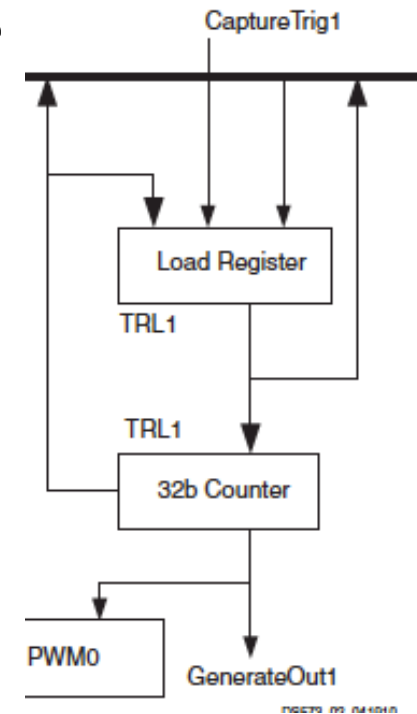 CaptureTrig1
Load Register
TRL1
TRL1
32b Counter
PWM0
GenerateOut1